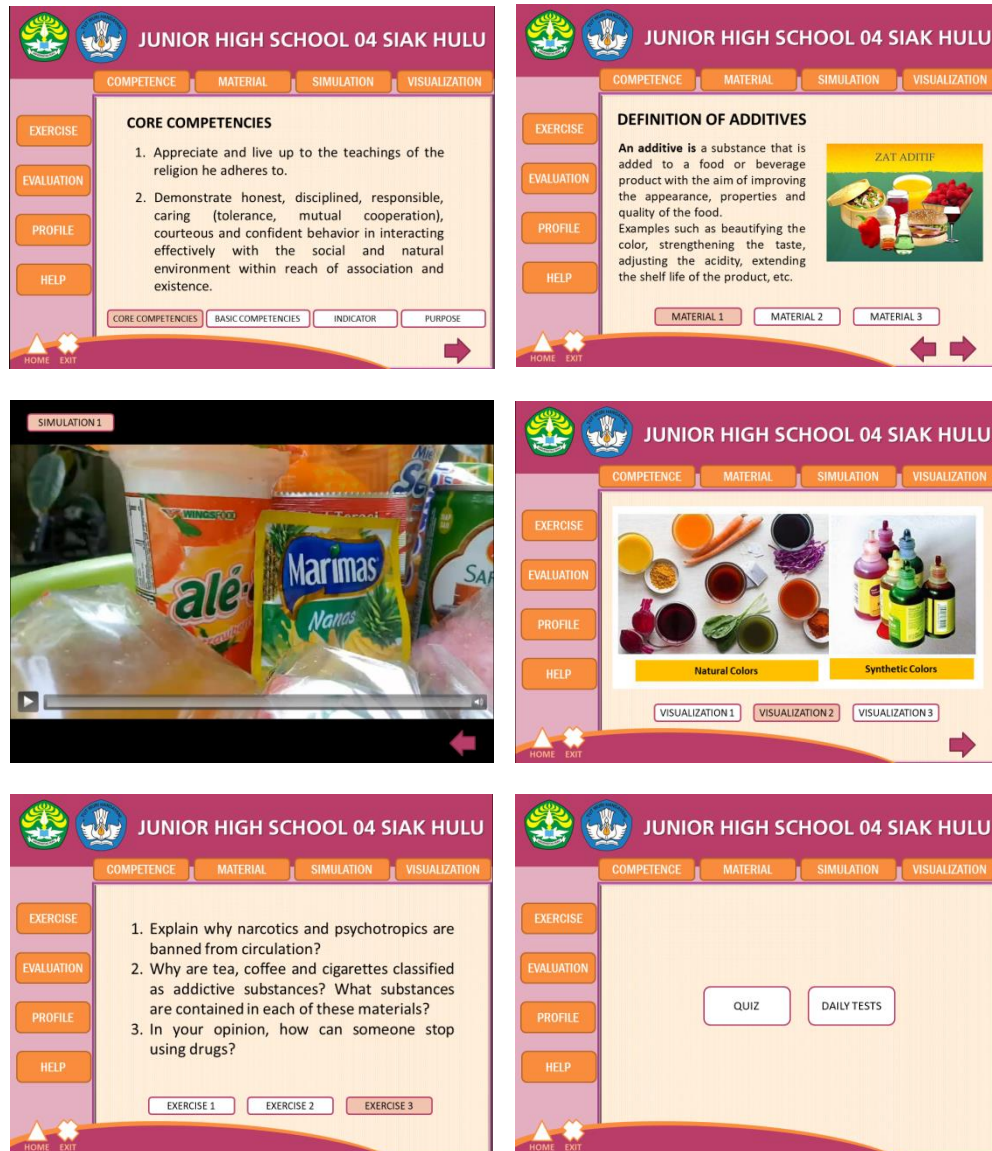 JUNIOR HIGH SCHOOL 04 SIAK HULU
COMPETENCE MATERIAL SIMULATION VISUALIZATION
EXERCISE
EVALUATION
PROFILE
HELP
CORE COMPETENCIES
1. Appreciate and live up to the teachings of the
religion he adheres to.
2. Demonstrate honest, disciplined, responsible,
caring (tolerance, mutual cooperation),
courteous and confident behavior in interacting
effectively with the social and natural
environment within reach of association and
existence.
CORE COMPETENCIES BASIC COMPETENCIES INDICATOR PURPOSE
HOME EXIT
JUNIOR HIGH SCHOOL 04 SIAK HULU
COMPETENCE MATERIAL SIMULATION VISUALIZATION
EXERCISE
EVALUATION
PROFILE
HELP
DEFINITION OF ADDITIVES
An additive is a substance that is
added to a food or beverage
product with the aim of improving
the appearance, properties and
quality of the food.
Examples such as beautifying the
color, strengthening the taste,
adjusting the acidity, extending
the shelf life of the product, etc.
ZAT ADITIF
MATERIAL 1 MATERIAL 2 MATERIAL 3
HOME EXIT
SIMULATION 1
WINGSFOOD
alé-
Marimas
Nanas
JUNIOR HIGH SCHOOL 04 SIAK HULU
COMPETENCE MATERIAL SIMULATION VISUALIZATION
EXERCISE
EVALUATION
PROFILE
HELP
Natural Colors Synthetic Colors
VISUALIZATION 1 VISUALIZATION 2 VISUALIZATION 3
HOME EXIT
JUNIOR HIGH SCHOOL 04 SIAK HULU
COMPETENCE MATERIAL SIMULATION VISUALIZATION
EXERCISE
EVALUATION
PROFILE
HELP
1. Explain why narcotics and psychotropics are
banned from circulation?
2. Why are tea, coffee and cigarettes classified
as addictive substances? What substances
are contained in each of these materials?
3. In your opinion, how can someone stop
using drugs?
EXERCISE 1 EXERCISE 2 EXERCISE 3
HOME EXIT
JUNIOR HIGH SCHOOL 04 SIAK HULU
COMPETENCE MATERIAL SIMULATION VISUALIZATION
EXERCISE
EVALUATION
PROFILE
HELP
QUIZ DAILY TESTS
HOME EXIT